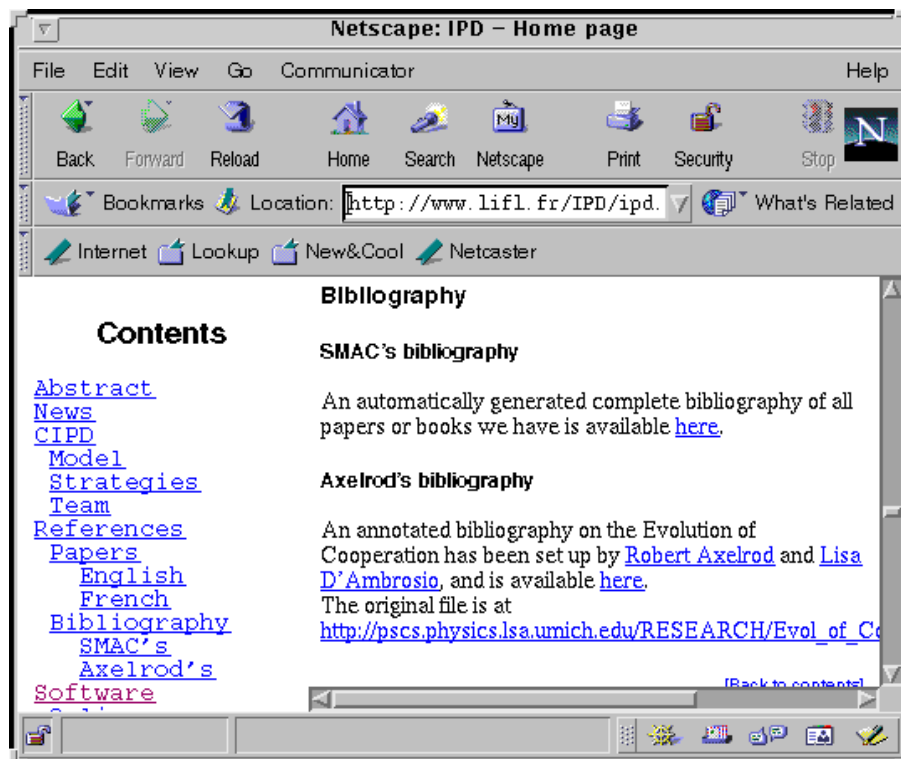 Netscape: IPD – Home page
File Edit View Go Communicator Help
Back Forward Reload Home Search Netscape Print Security Stop
My
N
Bookmarks Location: http://www.lifl.fr/IPD/ipd. What's Related
Internet Lookup New&Cool Netcaster
Contents
Abstract
News
CIPD
Model
Strategies
Team
References
Papers
English
French
Bibliography
SMAC's
Axelrod's
Software
Bibliography
SMAC's bibliography
An automatically generated complete bibliography of all
papers or books we have is available here.
Axelrod's bibliography
An annotated bibliography on the Evolution of
Cooperation has been set up by Robert Axelrod and Lisa
D'Ambrosio, and is available here.
The original file is at
http://pscs.physics.lsa.umich.edu/RESEARCH/Evol_of_Co
[Back to contents]